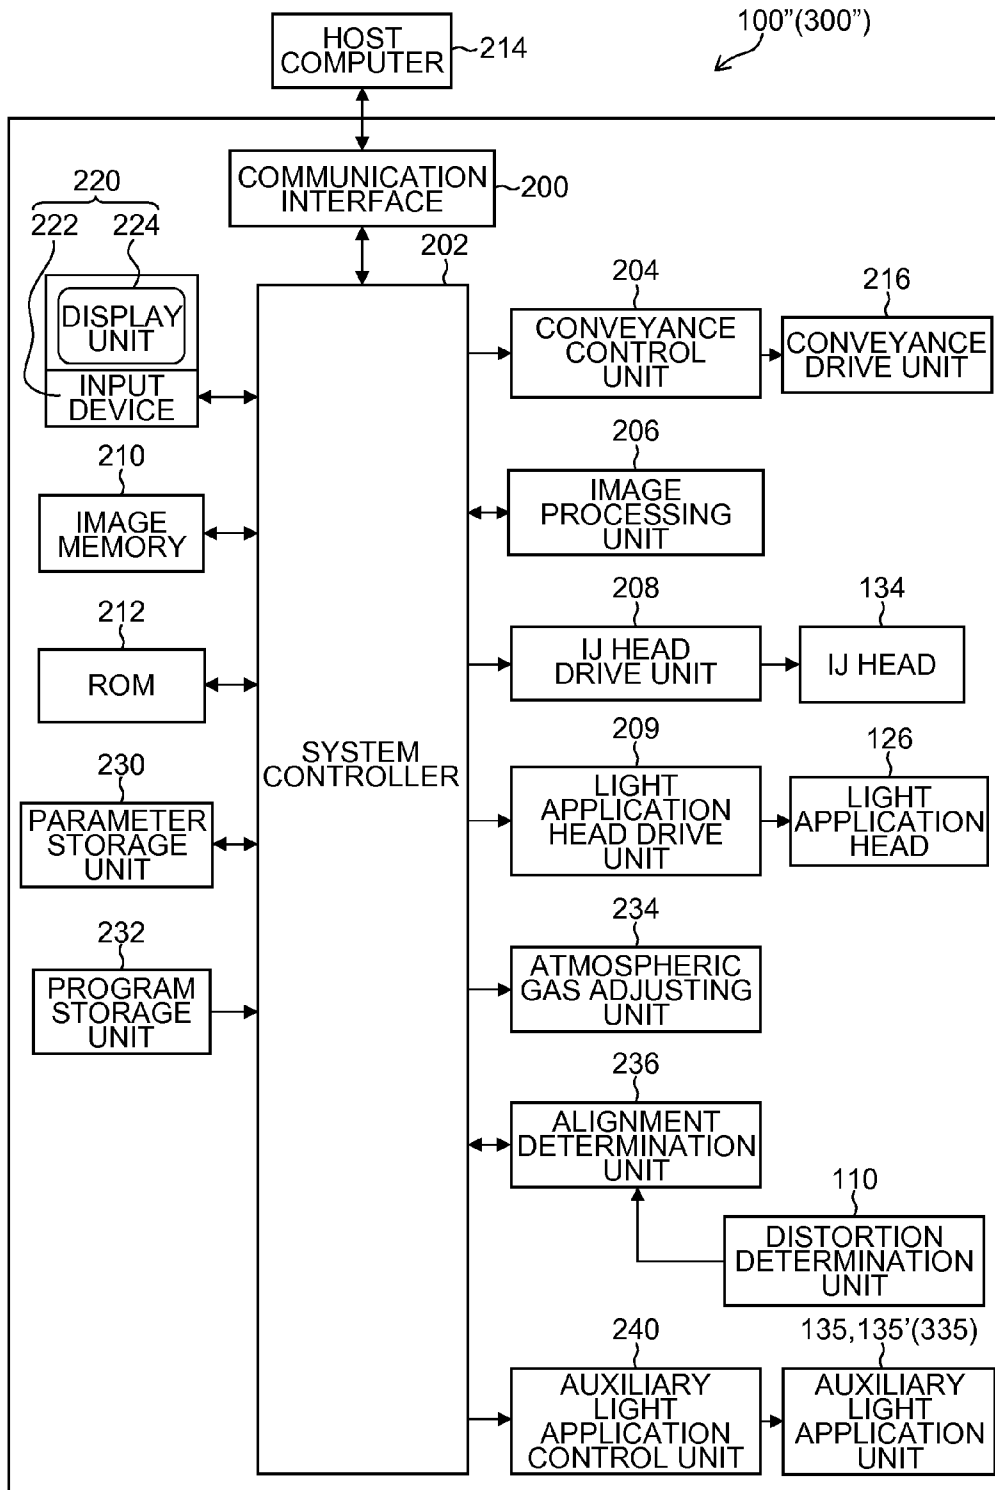 100”(300”)
HOST
COMPUTER
214
COMMUNICATION
INTERFACE
200
220
222
224
202
DISPLAY
UNIT
INPUT
DEVICE
204
CONVEYANCE
CONTROL
UNIT
216
CONVEYANCE
DRIVE UNIT
210
IMAGE
MEMORY
206
IMAGE
PROCESSING
UNIT
212
ROM
208
IJ HEAD
DRIVE UNIT
134
IJ HEAD
SYSTEM
CONTROLLER
230
PARAMETER
STORAGE
UNIT
209
LIGHT
APPLICATION
HEAD DRIVE
UNIT
126
LIGHT
APPLICATION
HEAD
232
PROGRAM
STORAGE
UNIT
234
ATMOSPHERIC
GAS ADJUSTING
UNIT
236
ALIGNMENT
DETERMINATION
UNIT
110
DISTORTION
DETERMINATION
UNIT
240
AUXILIARY
LIGHT
APPLICATION
CONTROL UNIT
135,135’(335)
AUXILIARY
LIGHT
APPLICATION
UNIT